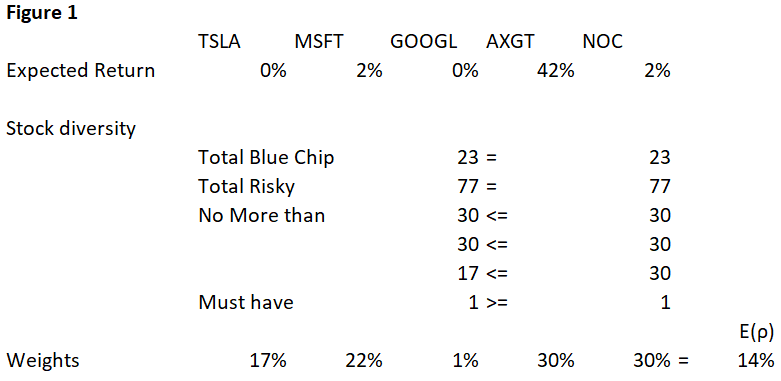 Figure 1
TSLA MSFT GOOGL AXGT NOC
Expected Return 0% 2% 0% 42% 2%
Stock diversity
Total Blue Chip 23 = 23
Total Risky 77 = 77
No More than 30 <= 30
30 <= 30
17 <= 30
Must have 1 >= 1
E(ρ)
Weights 17% 22% 1% 30% 30% = 14%